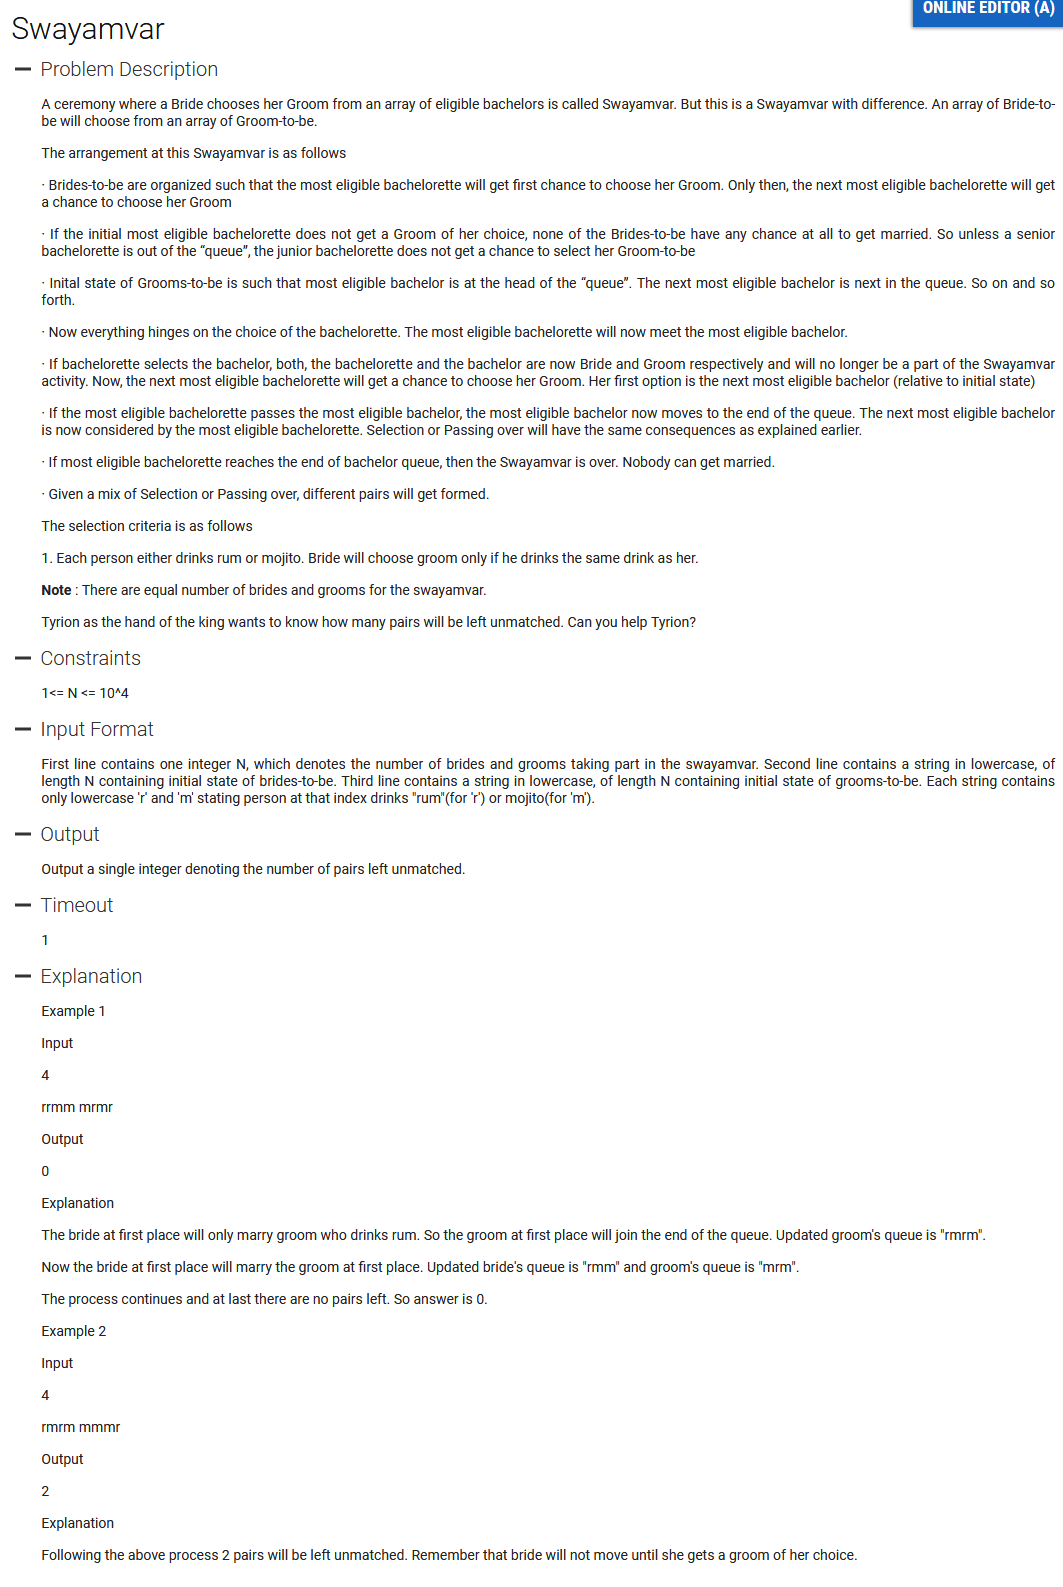 ONLINE EDITOR (A)
Swayamvar
Problem Description
A ceremony where a Bride chooses her Groom from an array of eligible bachelors is called Swayamvar. But this is a Swayamvar with difference. An array of Bride-to-
be will choose from an array of Groom-to-be.
The arrangement at this Swayamvar is as follows
· Brides-to-be are organized such that the most eligible bachelorette will get first chance to choose her Groom. Only then, the next most eligible bachelorette will get
a chance to choose her Groom
· If the initial most eligible bachelorette does not get a Groom of her choice, none of the Brides-to-be have any chance at all to get married. So unless a senior
bachelorette is out of the “queue”, the junior bachelorette does not get a chance to select her Groom-to-be
· Inital state of Grooms-to-be is such that most eligible bachelor is at the head of the “queue”. The next most eligible bachelor is next in the queue. So on and so
forth.
· Now everything hinges on the choice of the bachelorette. The most eligible bachelorette will now meet the most eligible bachelor.
· If bachelorette selects the bachelor, both, the bachelorette and the bachelor are now Bride and Groom respectively and will no longer be a part of the Swayamvar
activity. Now, the next most eligible bachelorette will get a chance to choose her Groom. Her first option is the next most eligible bachelor (relative to initial state)
· If the most eligible bachelorette passes the most eligible bachelor, the most eligible bachelor now moves to the end of the queue. The next most eligible bachelor
is now considered by the most eligible bachelorette. Selection or Passing over will have the same consequences as explained earlier.
· If most eligible bachelorette reaches the end of bachelor queue, then the Swayamvar is over. Nobody can get married.
· Given a mix of Selection or Passing over, different pairs will get formed.
The selection criteria is as follows
1. Each person either drinks rum or mojito. Bride will choose groom only if he drinks the same drink as her.
Note : There are equal number of brides and grooms for the swayamvar.
Tyrion as the hand of the king wants to know how many pairs will be left unmatched. Can you help Tyrion?
Constraints
1<= N <= 10^4
Input Format
First line contains one integer N, which denotes the number of brides and grooms taking part in the swayamvar. Second line contains a string in lowercase, of
length N containing initial state of brides-to-be. Third line contains a string in lowercase, of length N containing initial state of grooms-to-be. Each string contains
only lowercase 'r' and 'm' stating person at that index drinks "rum"(for 'r') or mojito(for 'm').
Output
Output a single integer denoting the number of pairs left unmatched.
Timeout
1
Explanation
Example 1
Input
4
rrmm mrmr
Output
0
Explanation
The bride at first place will only marry groom who drinks rum. So the groom at first place will join the end of the queue. Updated groom's queue is "rmrm".
Now the bride at first place will marry the groom at first place. Updated bride's queue is "rmm" and groom's queue is "mrm".
The process continues and at last there are no pairs left. So answer is 0.
Example 2
Input
4
rmrm mmmr
Output
2
Explanation
Following the above process 2 pairs will be left unmatched. Remember that bride will not move until she gets a groom of her choice.